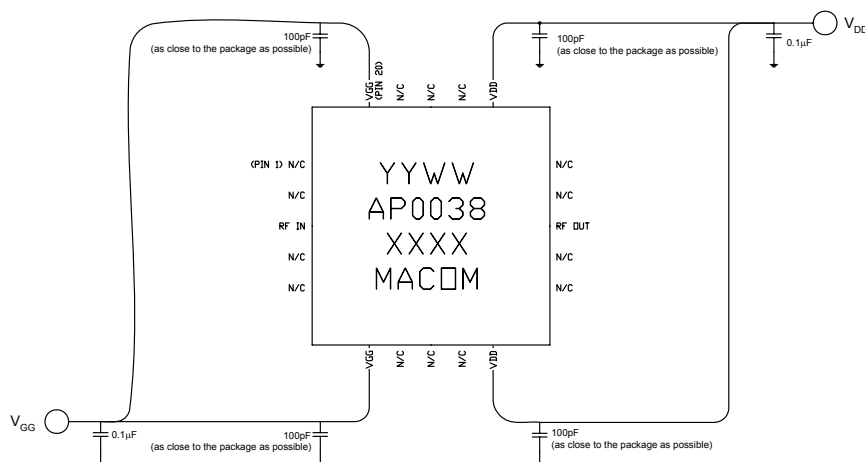 100pF
(as close to the package as possible)
100pF
(as close to the package as possible)
0.1µF
VDD
VGG
(PIN 20)
N/C
N/C
N/C
VDD
(PIN 1) N/C
N/C
RF IN
N/C
N/C
YYWW
AP0038
XXXX
MACOM
N/C
N/C
RF OUT
N/C
N/C
VGG
N/C
N/C
N/C
VDD
VGG
0.1µF
100pF
(as close to the package as possible)
100pF
(as close to the package as possible)